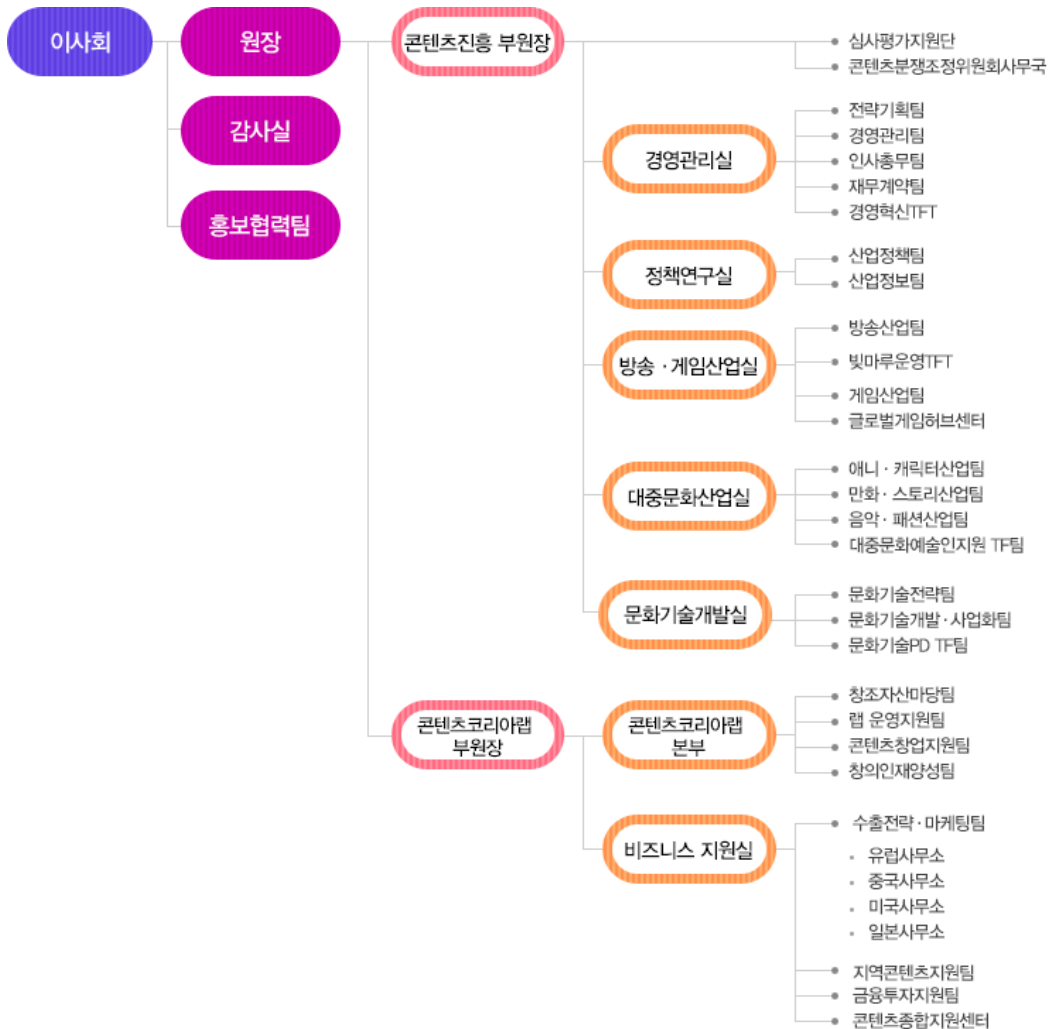 이사회
원장
감사실
홍보협력팀
콘텐츠진흥 부원장
심사평가지원단
콘텐츠분쟁조정위원회사무국
경영관리실
전략기획팀
경영관리팀
인사총무팀
재무계약팀
경영혁신TFT
정책연구실
산업정책팀
산업정보팀
방송 · 게임산업실
방송산업팀
빛마루운영TFT
게임산업팀
글로벌게임허브센터
대중문화산업실
애니 · 캐릭터산업팀
만화 · 스토리산업팀
음악 · 패션산업팀
대중문화예술인지원 TF팀
문화기술개발실
문화기술전략팀
문화기술개발 · 사업화팀
문화기술PD TF팀
콘텐츠코리아랩
부원장
콘텐츠코리아랩
본부
창조자산마당팀
랩 운영지원팀
콘텐츠창업지원팀
창의인재양성팀
비즈니스 지원실
수출전략 · 마케팅팀
유럽사무소
중국사무소
미국사무소
일본사무소
지역콘텐츠지원팀
금융투자지원팀
콘텐츠종합지원센터